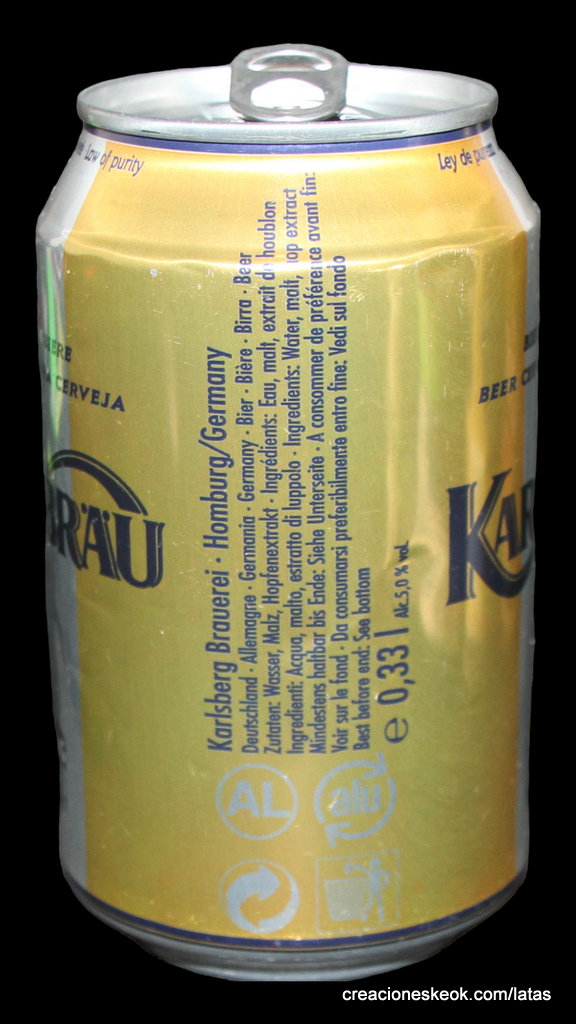 Law of purity
Ley de
CERVEJA
BRÄU
BEER
KAR
Karlsberg Brauerei · Homburg/Germany
Deutschland · Allemagne · Germania · Germany · Bier · Bière · Birra · Beer
Zutaten: Wasser, Malz, Hopfenextrakt · Ingrédients: Eau, malt, extrait de houblon
Ingredienti: Acqua, malto, estratto di luppolo · Ingredients: Water, malt, hop extract
Mindestens haltbar bis Ende: Siehe Unterseite · A consommer de préférence avant fin:
Voir sur le fond · Da consumarsi preferibilmente entro fine: Vedi sul fondo
Best before end: See bottom
e 0,33 l Alc. 5,0 % vol.
AL
alu
creacioneskeok.com/latas